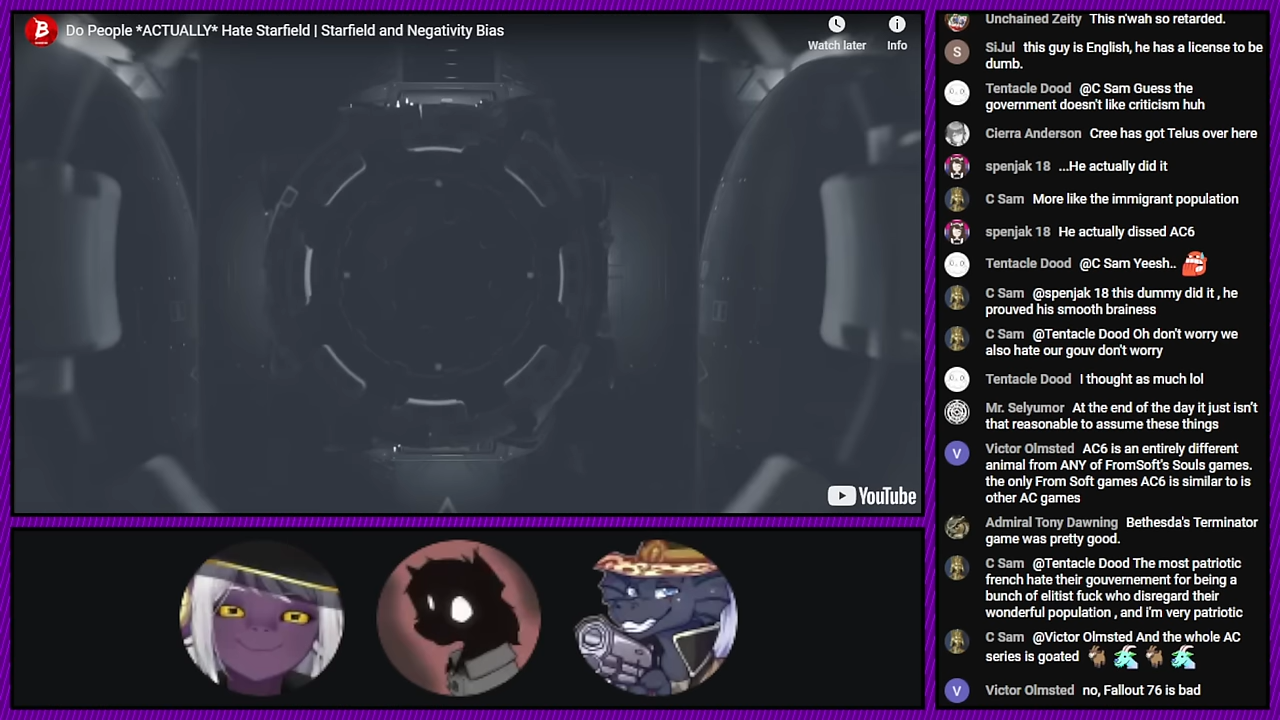 Do People *ACTUALLY* Hate Starfield | Starfield and Negativity Bias
Watch later
Info
YouTube
Unchained Zeity This n'wah so retarded.
S
SiJul this guy is English, he has a license to be
dumb.
Tentacle Dood @C Sam Guess the
government doesn't like criticism huh
Cierra Anderson Cree has got Telus over here
spenjak 18 ...He actually did it
C Sam More like the immigrant population
spenjak 18 He actually dissed AC6
Tentacle Dood @C Sam Yeesh..
C Sam @spenjak 18 this dummy did it , he
prouved his smooth brainess
C Sam @Tentacle Dood Oh don't worry we
also hate our gouv don't worry
Tentacle Dood I thought as much lol
Mr. Selyumor At the end of the day it just isn't
that reasonable to assume these things
V
Victor Olmsted AC6 is an entirely different
animal from ANY of FromSoft's Souls games.
the only From Soft games AC6 is similar to is
other AC games
Admiral Tony Dawning Bethesda's Terminator
game was pretty good.
C Sam @Tentacle Dood The most patriotic
french hate their gouvernement for being a
bunch of elitist fuck who disregard their
wonderful population , and i'm very patriotic
C Sam @Victor Olmsted And the whole AC
series is goated
V
Victor Olmsted no, Fallout 76 is bad